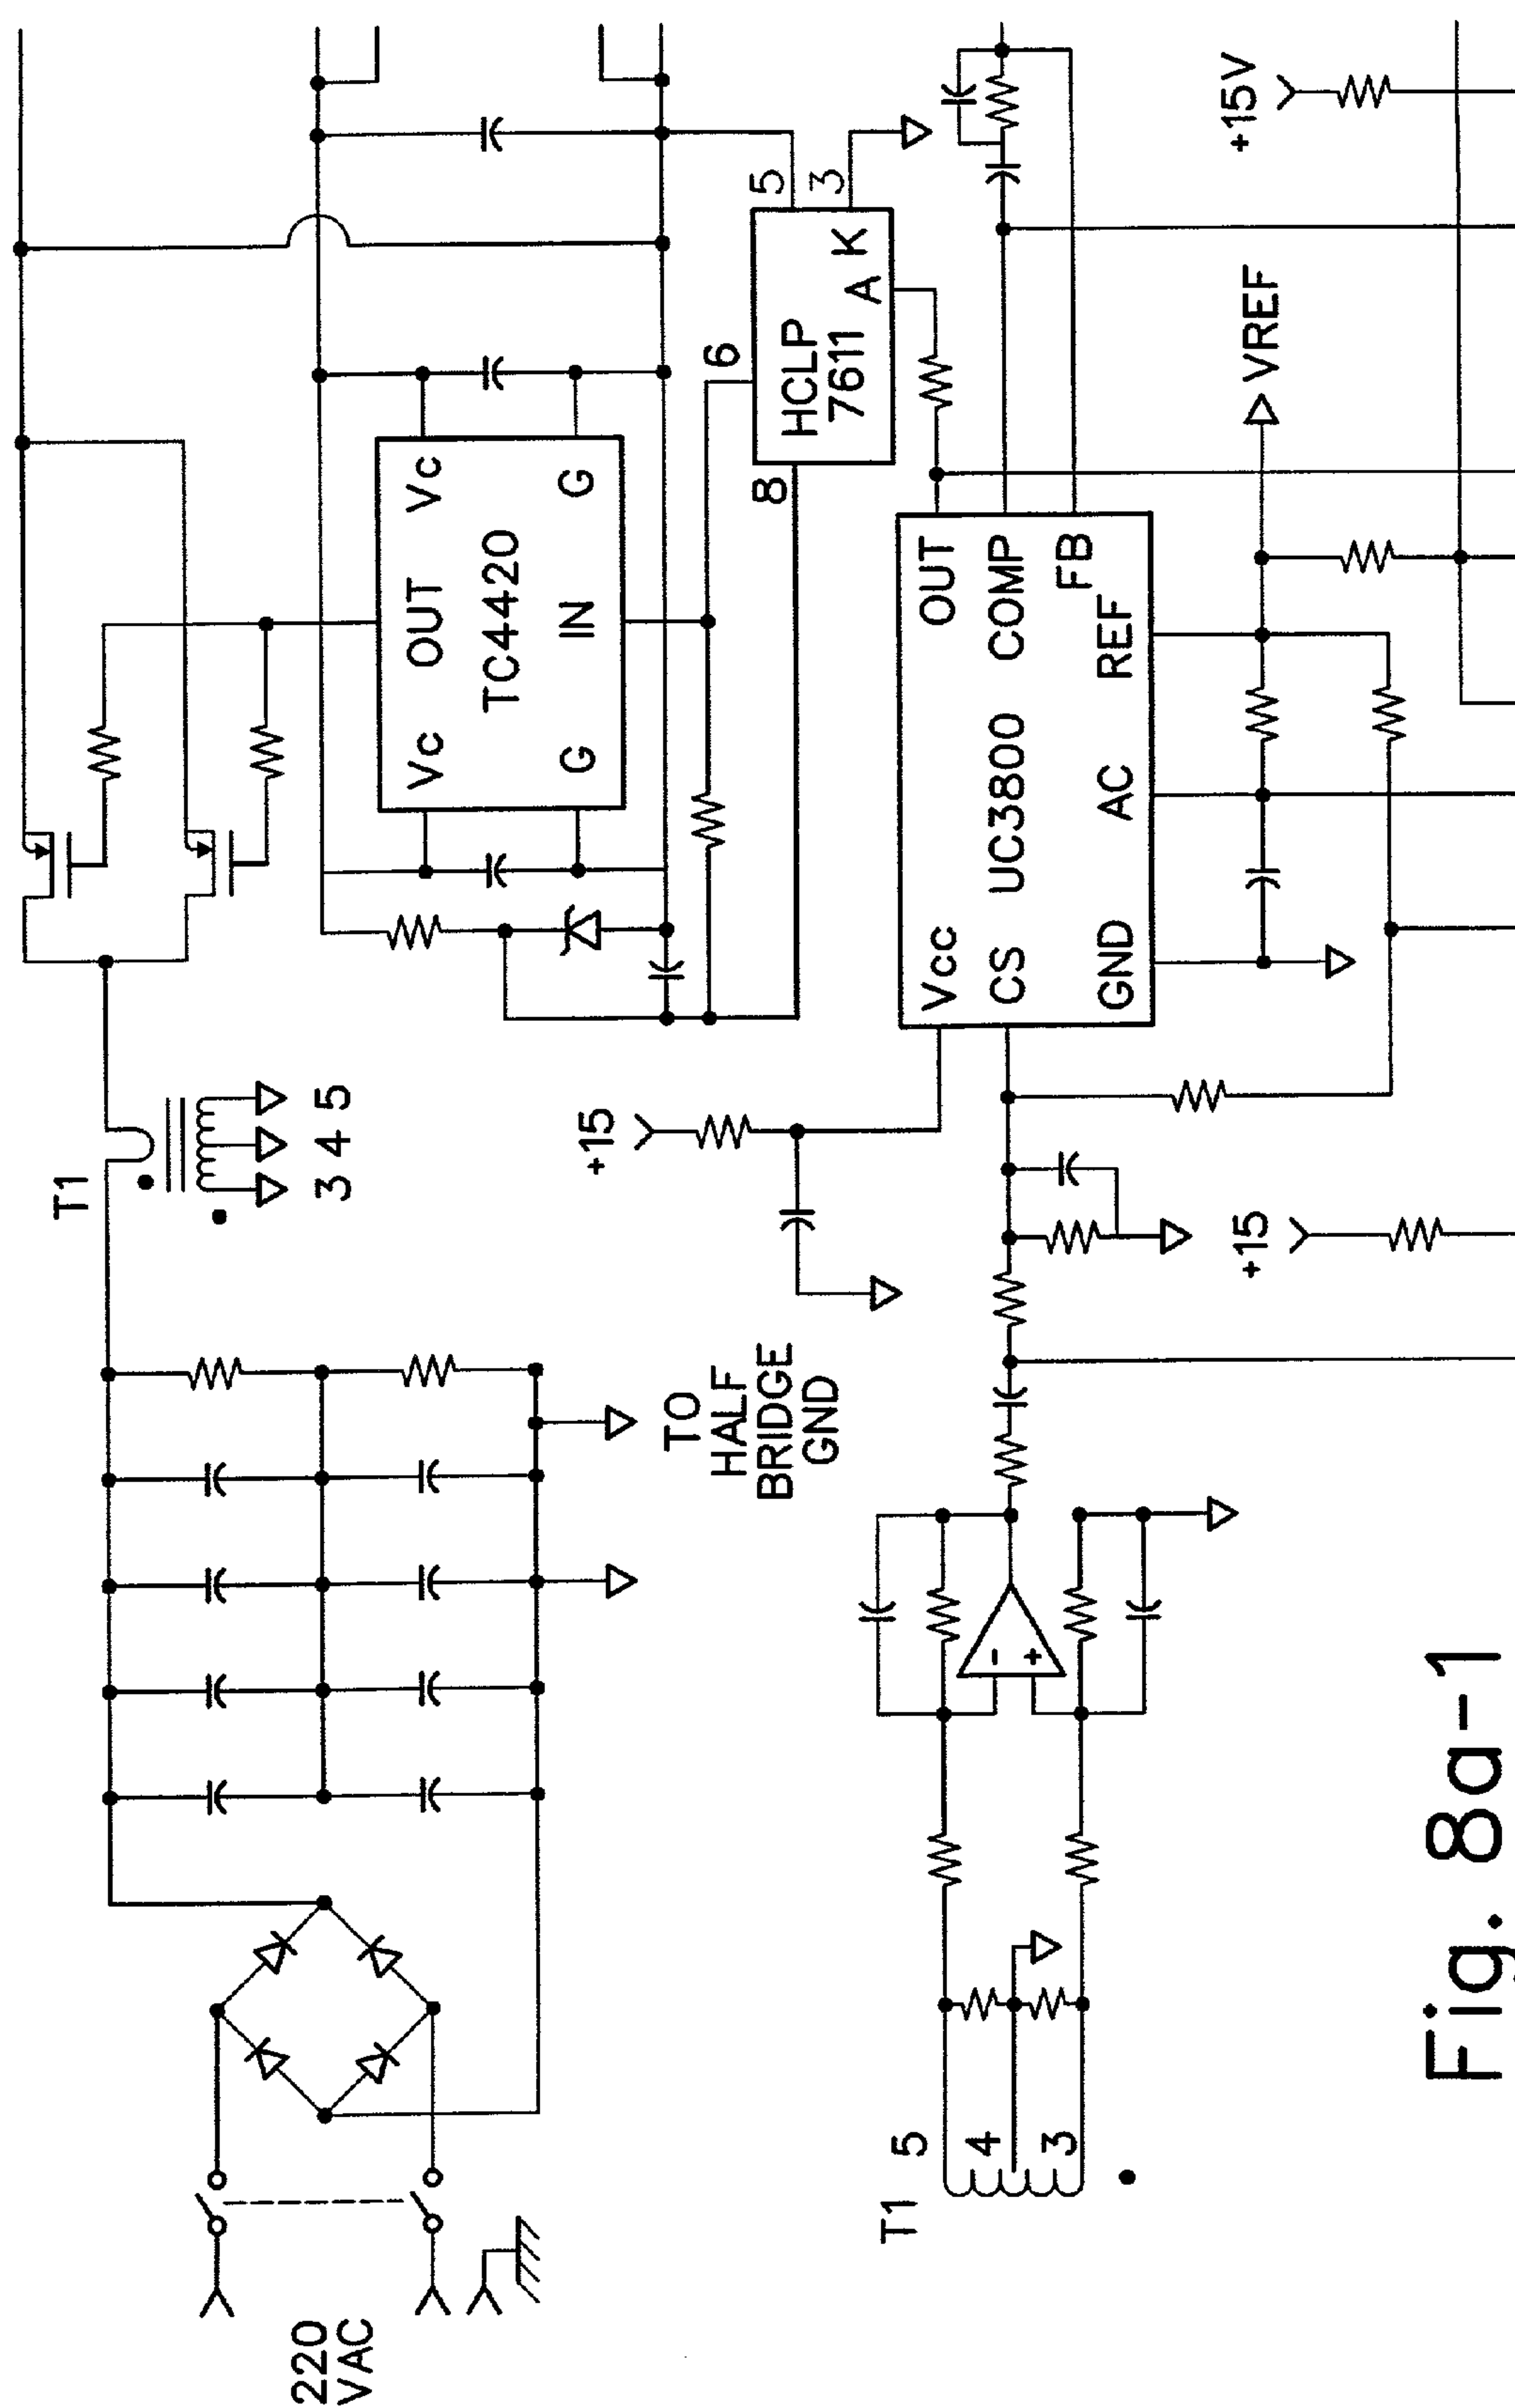 220
VAC
T1
3 4 5
TO
HALF
BRIDGE
GND
Vc OUT Vc
TC4420
G IN G
5
3
6
8
HCLP
7611
A K
+15
Vcc OUT
CS UC3800 COMP
FB
GND AC REF
VREF
+15V
+15
T1
5
4
3
-
+
Fig. 8a-1